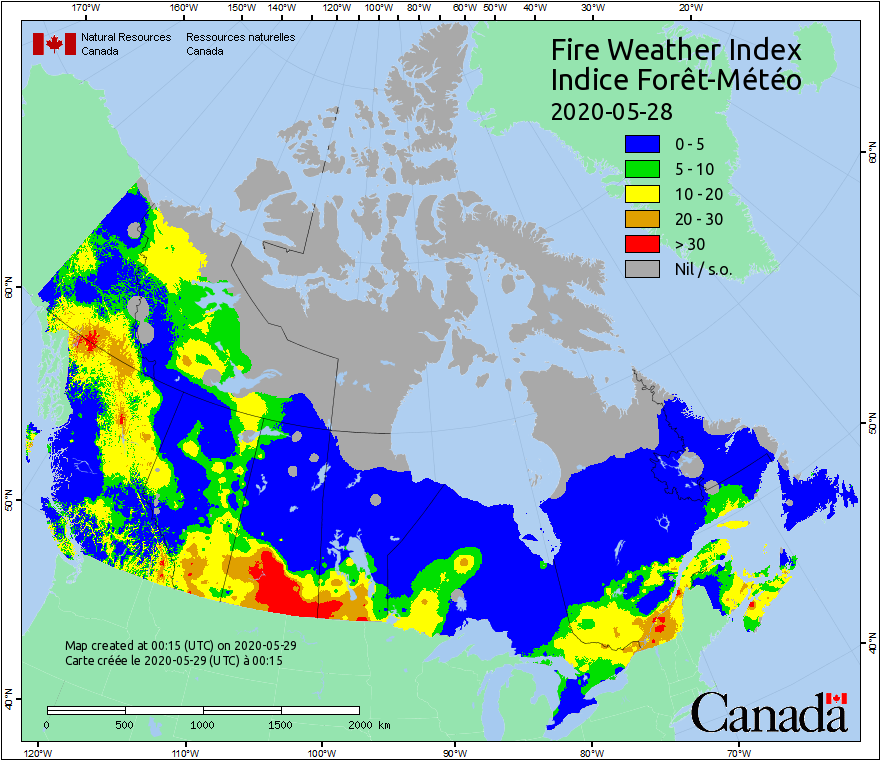 170°W 160°W 150°W 140°W 120°W 100°W 80°W 60°W 50°W 40°W 30°W 20°W
Natural Resources Ressources naturelles
Canada Canada
Fire Weather Index
Indice Forêt-Météo
2020-05-28
0 - 5
5 - 10
10 - 20
20 - 30
> 30
Nil / s.o.
60°N
60°N
50°N
50°N
40°N
40°N
Map created at 00:15 (UTC) on 2020-05-29
Carte créée le 2020-05-29 (UTC) à 00:15
0 500 1000 1500 2000 km
Canada
120°W 110°W 100°W 90°W 80°W 70°W